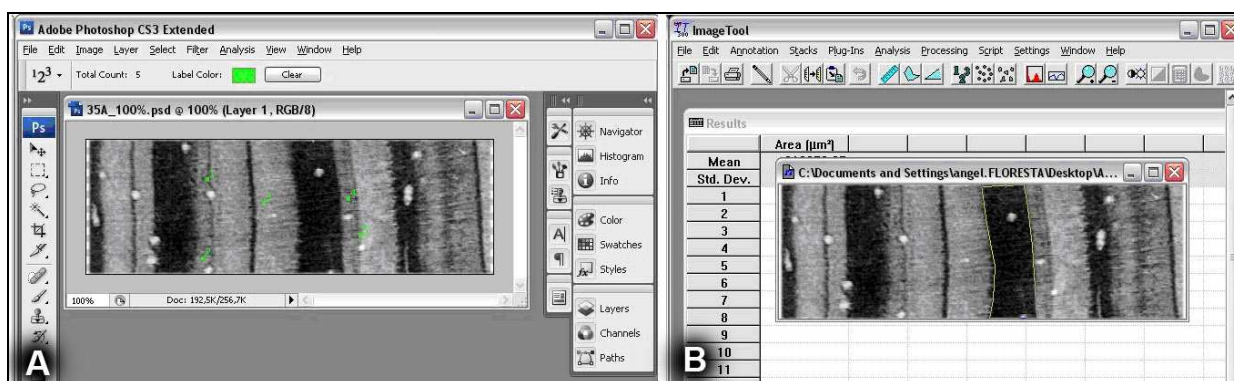 Adobe Photoshop CS3 Extended
File Edit Image Layer Select Filter Analysis View Window Help
1 2 3 Total Count: 5 Label Color: Clear
35A_100%.psd @ 100% (Layer 1, RGB/8)
Ps
Navigator
Histogram
Info
Color
Swatches
Styles
Layers
Channels
Paths
100% Doc: 192,5K/256,7K
A
ImageTool
File Edit Annotation Stacks Plug-Ins Analysis Processing Script Settings Window Help
Results
Area [µm²]
Mean
Std. Dev.
C:\Documents and Settings\angel.FLORESTA\Desktop\A...
1
2
3
4
5
6
7
8
9
10
11
B